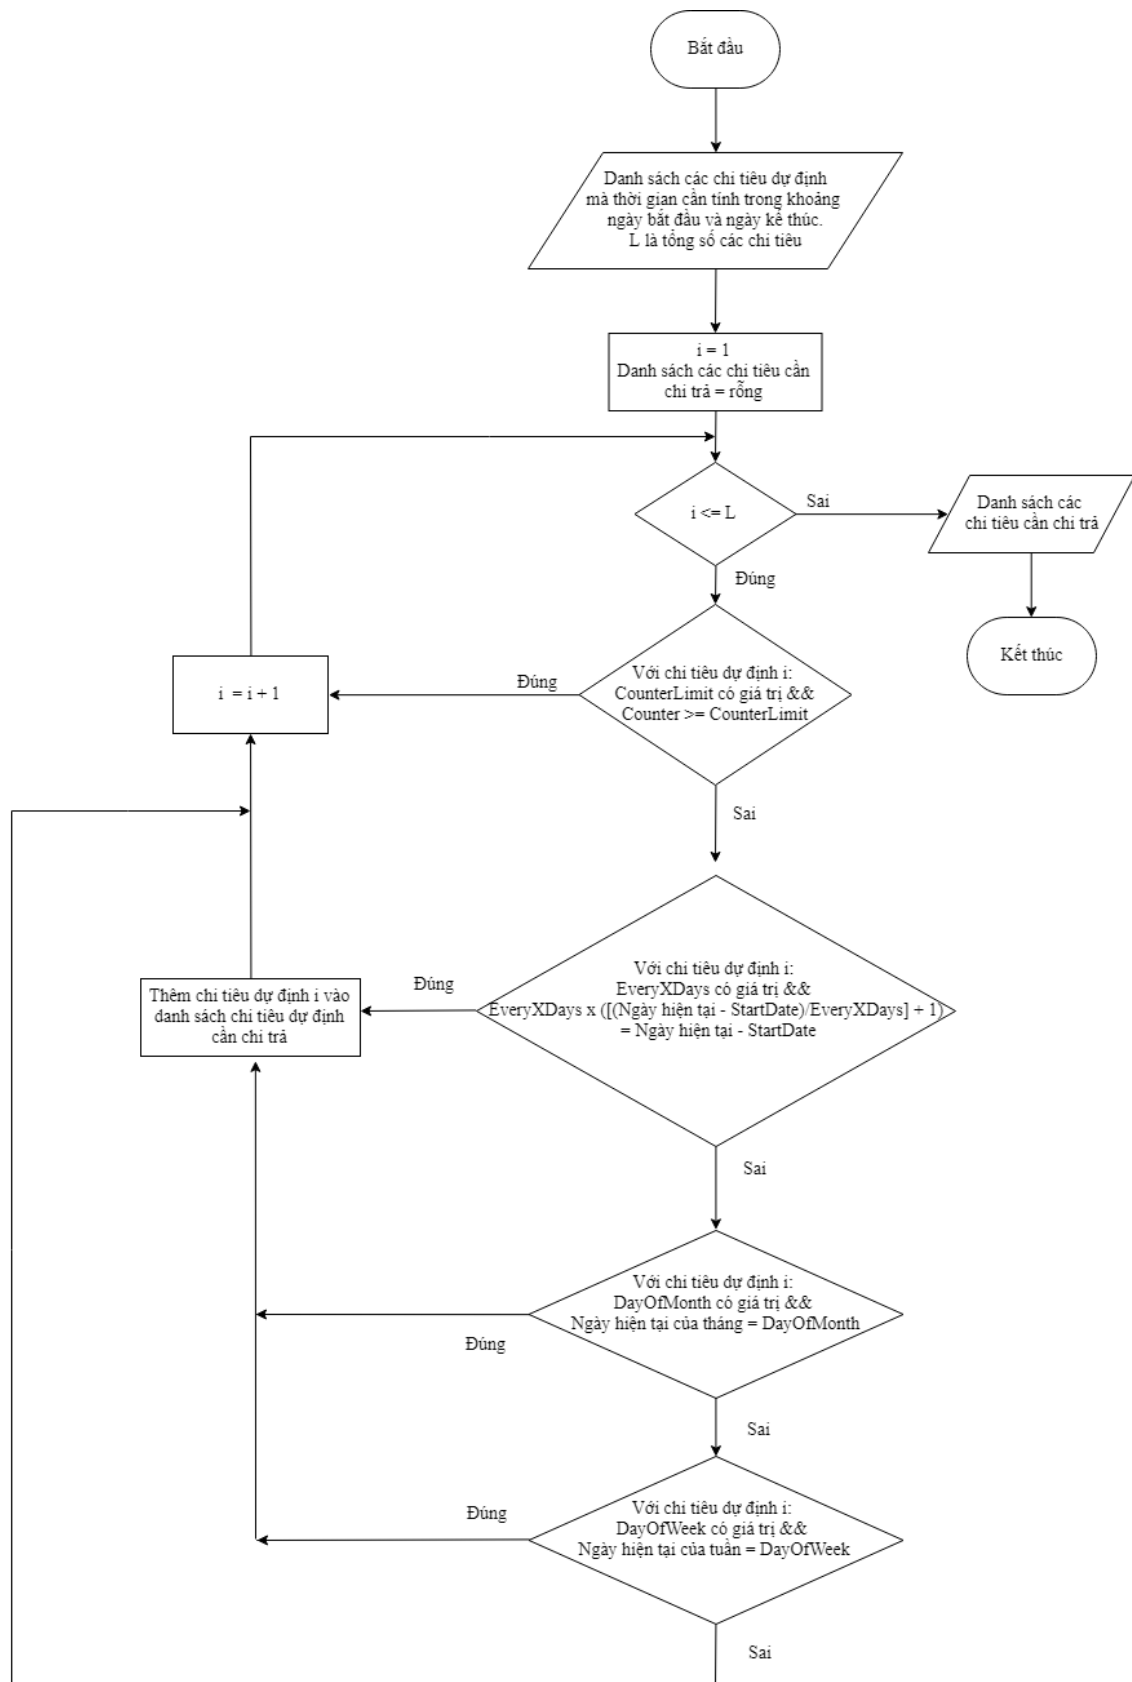 Bắt đầu
Danh sách các chi tiêu dự định
mà thời gian cần tính trong khoảng
ngày bắt đầu và ngày kế thúc.
L là tổng số các chi tiêu
i = 1
Danh sách các chi tiêu cần
chi trả = rỗng
i <= L
Sai
Danh sách các
chi tiêu cần chi trả
Đúng
Kết thúc
Với chi tiêu dự định i:
CounterLimit có giá trị &&
Counter >= CounterLimit
Đúng
i = i + 1
Sai
Với chi tiêu dự định i:
EveryXDays có giá trị &&
EveryXDays x ([(Ngày hiện tại - StartDate)/EveryXDays] + 1)
= Ngày hiện tại - StartDate
Đúng
Thêm chi tiêu dự định i vào
danh sách chi tiêu dự định
cần chi trả
Sai
Với chi tiêu dự định i:
DayOfMonth có giá trị &&
Ngày hiện tại của tháng = DayOfMonth
Đúng
Sai
Với chi tiêu dự định i:
DayOfWeek có giá trị &&
Ngày hiện tại của tuần = DayOfWeek
Đúng
Sai